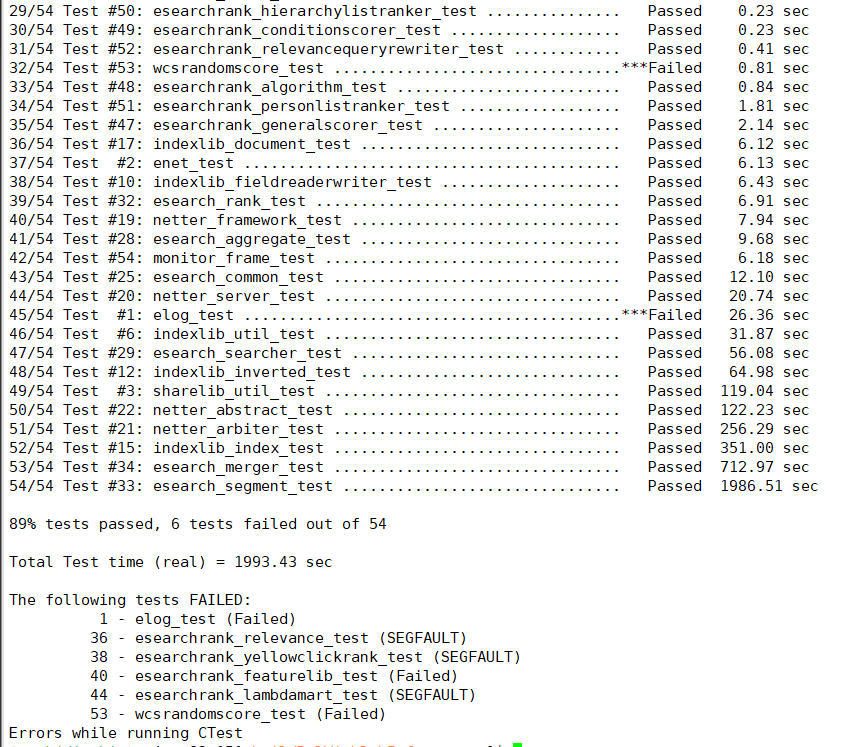 29/54 Test #50: esearchrank_hierarchylistranker_test ............... Passed 0.23 sec
30/54 Test #49: esearchrank_conditionscorer_test ................... Passed 0.23 sec
31/54 Test #52: esearchrank_relevancequeryrewriter_test ............ Passed 0.41 sec
32/54 Test #53: wcsrandomscore_test ................................***Failed 0.81 sec
33/54 Test #48: esearchrank_algorithm_test ......................... Passed 0.84 sec
34/54 Test #51: esearchrank_personlistranker_test .................. Passed 1.81 sec
35/54 Test #47: esearchrank_generalscorer_test ..................... Passed 2.14 sec
36/54 Test #17: indexlib_document_test ............................. Passed 6.12 sec
37/54 Test  #2: enet_test .......................................... Passed 6.13 sec
38/54 Test #10: indexlib_fieldreaderwriter_test .................... Passed 6.43 sec
39/54 Test #32: esearch_rank_test .................................. Passed 6.91 sec
40/54 Test #19: netter_framework_test .............................. Passed 7.94 sec
41/54 Test #28: esearch_aggregate_test ............................. Passed 9.68 sec
42/54 Test #54: monitor_frame_test ................................. Passed 6.18 sec
43/54 Test #25: esearch_common_test ................................ Passed 12.10 sec
44/54 Test #20: netter_server_test ................................. Passed 20.74 sec
45/54 Test  #1: elog_test ..........................................***Failed 26.36 sec
46/54 Test  #6: indexlib_util_test ................................. Passed 31.87 sec
47/54 Test #29: esearch_searcher_test .............................. Passed 56.08 sec
48/54 Test #12: indexlib_inverted_test ............................. Passed 64.98 sec
49/54 Test  #3: sharelib_util_test ................................. Passed 119.04 sec
50/54 Test #22: netter_abstract_test ............................... Passed 122.23 sec
51/54 Test #21: netter_arbiter_test ................................ Passed 256.29 sec
52/54 Test #15: indexlib_index_test ................................ Passed 351.00 sec
53/54 Test #34: esearch_merger_test ................................ Passed 712.97 sec
54/54 Test #33: esearch_segment_test ............................... Passed 1986.51 sec
89% tests passed, 6 tests failed out of 54
Total Test time (real) = 1993.43 sec
The following tests FAILED:
1 - elog_test (Failed)
36 - esearchrank_relevance_test (SEGFAULT)
38 - esearchrank_yellowclickrank_test (SEGFAULT)
40 - esearchrank_featurelib_test (Failed)
44 - esearchrank_lambdamart_test (SEGFAULT)
53 - wcsrandomscore_test (Failed)
Errors while running CTest